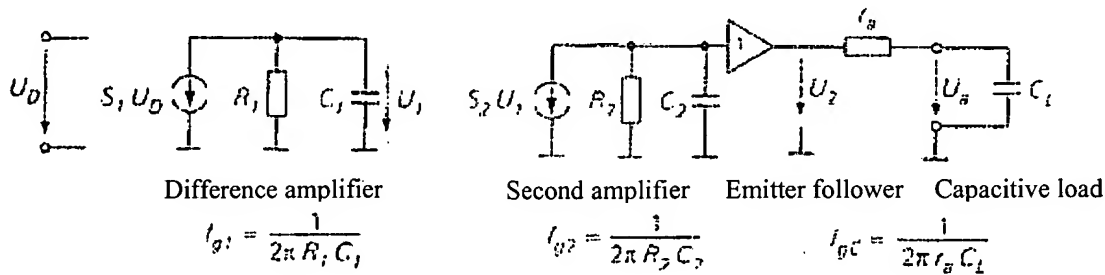 U_D
S_1 U_D
R_1
C_1
U_1
S_2 U_1
R_2
C_2
1
U_2
r_a
U_a
C_L
Difference amplifier
Second amplifier
Emitter follower
Capacitive load
f_g1 = 1 / (2π R_1 C_1)
f_g2 = 1 / (2π R_2 C_2)
f_gC = 1 / (2π r_a C_L)